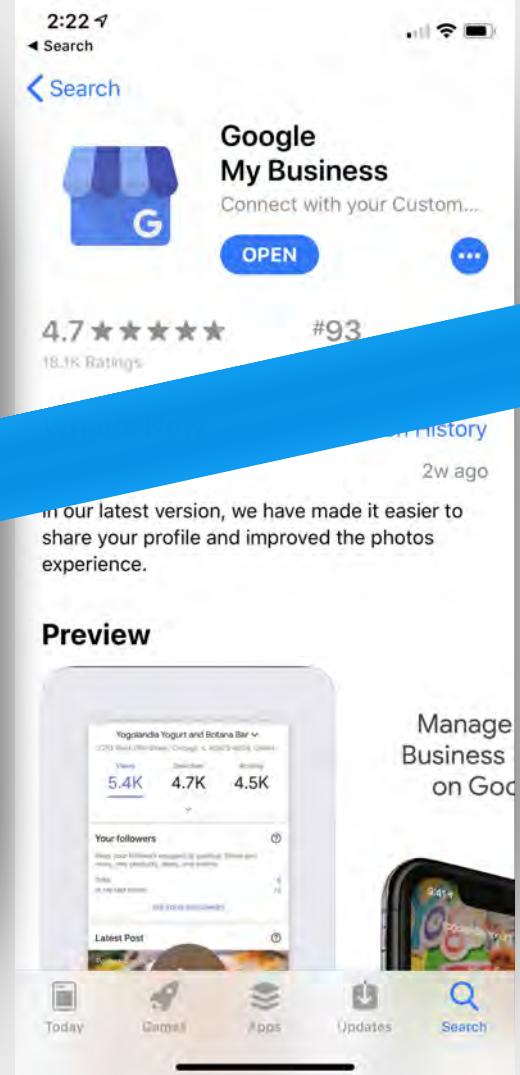 2:22
Search
Search
Google
My Business
Connect with your Custom...
G
OPEN
4.7
#93
18.1K Ratings
History
2w ago
In our latest version, we have made it easier to
share your profile and improved the photos
experience.
Preview
Yogolandia Yogurt and Botana Bar
Views
5.4K 4.7K 4.5K
Your followers
Latest Post
Manage
Business
on Goo
9:41
Today Games Apps Updates Search